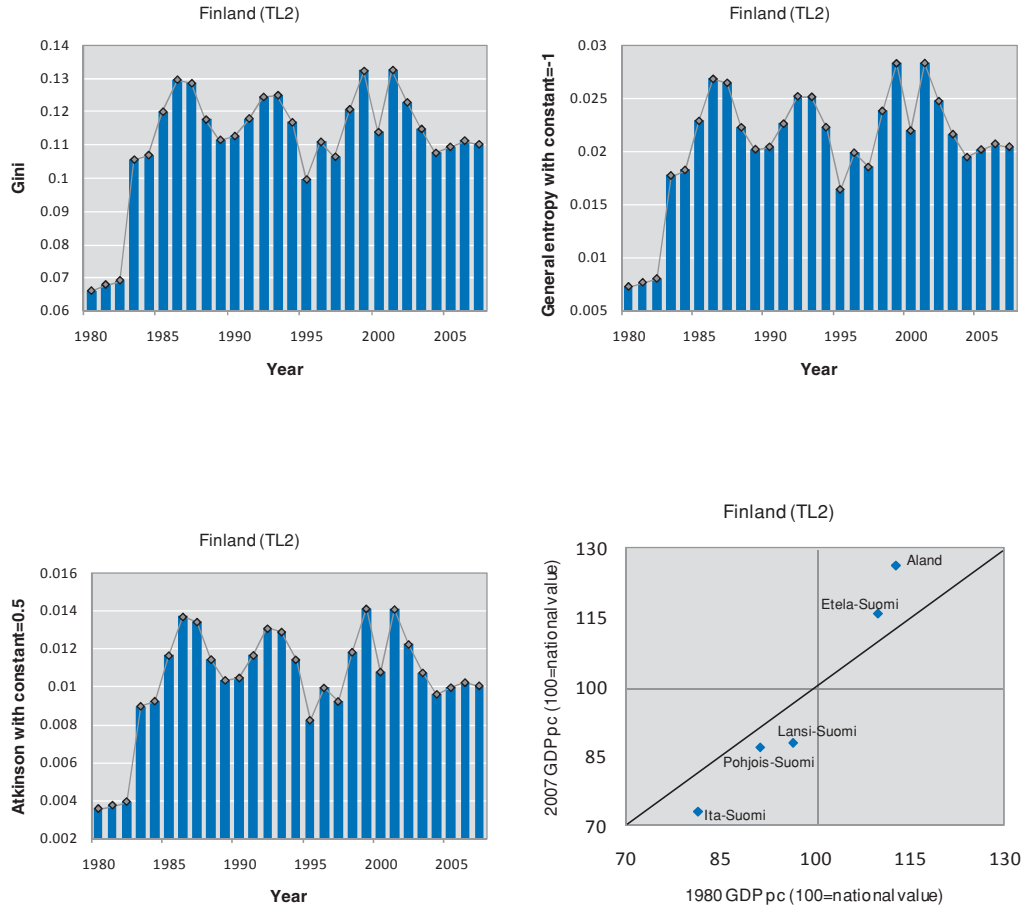 Finland (TL2)
0.14
0.13
0.12
0.11
0.1
0.09
0.08
0.07
0.06
Gini
1980 1985 1990 1995 2000 2005
Year
Finland (TL2)
0.03
0.025
0.02
0.015
0.01
0.005
General entropy with constant=-1
1980 1985 1990 1995 2000 2005
Year
Finland (TL2)
0.016
0.014
0.012
0.01
0.008
0.006
0.004
0.002
Atkinson with constant=0.5
1980 1985 1990 1995 2000 2005
Year
Finland (TL2)
130
115
100
85
70
2007 GDP pc (100=national value)
Aland
Etela-Suomi
Lansi-Suomi
Pohjois-Suomi
Ita-Suomi
70 85 100 115 130
1980 GDP pc (100=national value)